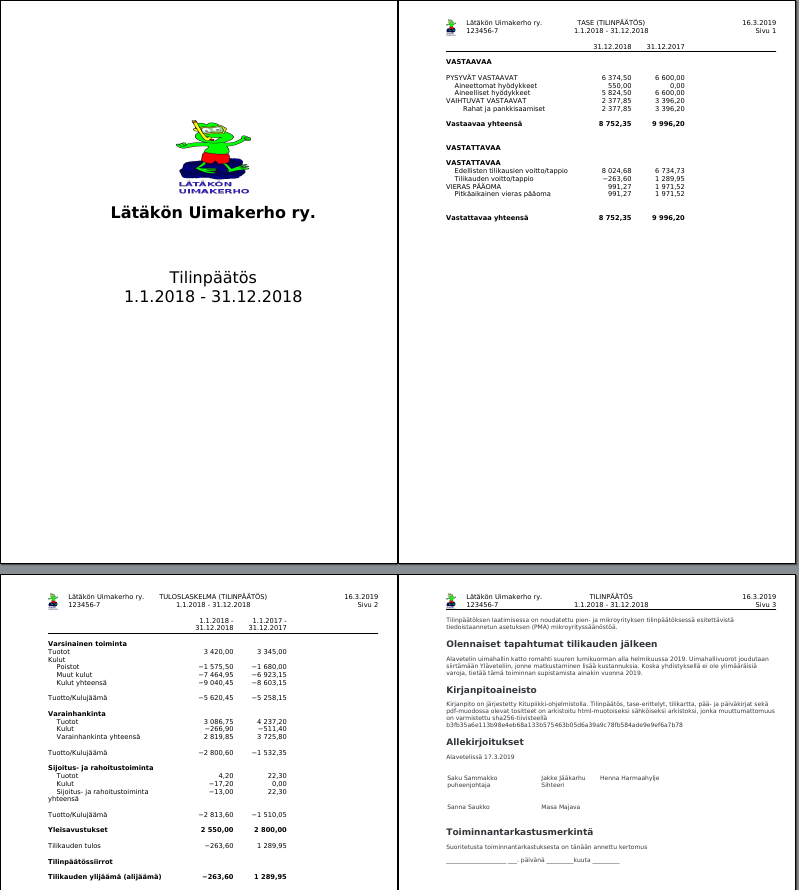 LÄTÄKÖN
UIMAKERHO
Lätäkön Uimakerho ry.
Tilinpäätös
1.1.2018 - 31.12.2018
Lätäkön Uimakerho ry. TASE (TILINPÄÄTÖS) 16.3.2019
123456-7 1.1.2018 - 31.12.2018 Sivu 1
31.12.2018 31.12.2017
VASTAAVAA
PYSYVÄT VASTAAVAT 6 374,50 6 600,00
Aineettomat hyödykkeet 550,00 0,00
Aineelliset hyödykkeet 5 824,50 6 600,00
VAIHTUVAT VASTAAVAT 2 377,85 3 396,20
Rahat ja pankkisaamiset 2 377,85 3 396,20
Vastaavaa yhteensä 8 752,35 9 996,20
VASTATTAVAA
VASTATTAVAA
Edellisten tilikausien voitto/tappio 8 024,68 6 734,73
Tilikauden voitto/tappio −263,60 1 289,95
VIERAS PÄÄOMA 991,27 1 971,52
Pitkäaikainen vieras pääoma 991,27 1 971,52
Vastattavaa yhteensä 8 752,35 9 996,20
Lätäkön Uimakerho ry. TULOSLASKELMA (TILINPÄÄTÖS) 16.3.2019
123456-7 1.1.2018 - 31.12.2018 Sivu 2
1.1.2018 - 1.1.2017 -
31.12.2018 31.12.2017
Varsinainen toiminta
Tuotot 3 420,00 3 345,00
Kulut
Poistot −1 575,50 −1 680,00
Muut kulut −7 464,95 −6 923,15
Kulut yhteensä −9 040,45 −8 603,15
Tuotto/Kulujäämä −5 620,45 −5 258,15
Varainhankinta
Tuotot 3 086,75 4 237,20
Kulut −266,90 −511,40
Varainhankinta yhteensä 2 819,85 3 725,80
Tuotto/Kulujäämä −2 800,60 −1 532,35
Sijoitus- ja rahoitustoiminta
Tuotot 4,20 22,30
Kulut −17,20 0,00
Sijoitus- ja rahoitustoiminta −13,00 22,30
yhteensä
Tuotto/Kulujäämä −2 813,60 −1 510,05
Yleisavustukset 2 550,00 2 800,00
Tilikauden tulos −263,60 1 289,95
Tilinpäätössiirrot
Tilikauden ylijäämä (alijäämä) −263,60 1 289,95
Lätäkön Uimakerho ry. TILINPÄÄTÖS 16.3.2019
123456-7 1.1.2018 - 31.12.2018 Sivu 3
Tilinpäätöksen laatimisessa on noudatettu pien- ja mikroyrityksen tilinpäätöksessä esitettävistä
tiedoistaannetun asetuksen (PMA) mikroyrityssäänöstöä.
Olennaiset tapahtumat tilikauden jälkeen
Alavetelin uimahallin katto romahti suuren lumikuorman alla helmikuussa 2019. Uimahallivuorot joudutaan
siirtämään Yläveteliin, jonne matkustaminen lisää kustannuksia. Koska yhdistyksellä ei ole ylimääräisiä
varoja, tietää tämä toiminnan supistamista ainakin vuonna 2019.
Kirjanpitoaineisto
Kirjanpito on järjestetty Kitupiikki-ohjelmistolla. Tilinpäätös, tase-erittelyt, tilikartta, pää- ja päiväkirjat sekä
pdf-muodossa olevat tositteet on arkistoitu html-muotoiseksi sähköiseksi arkistoksi, jonka muuttumattomuus
on varmistettu sha256-tiivisteellä
b3fb35a6e113b98e4eb68a133b575463b05d6a39a9c78fb584ade9e9ef6a7b78
Allekirjoitukset
Alavetelissä 17.3.2019
Saku Sammakko Jakke Jääkarhu Henna Harmaahylje
puheenjohtaja Sihteeri
Sanna Saukko Masa Majava
Toiminnantarkastusmerkintä
Suoritetusta toiminnantarkastuksesta on tänään annettu kertomus
____________________ ___. päivänä _________kuuta _________